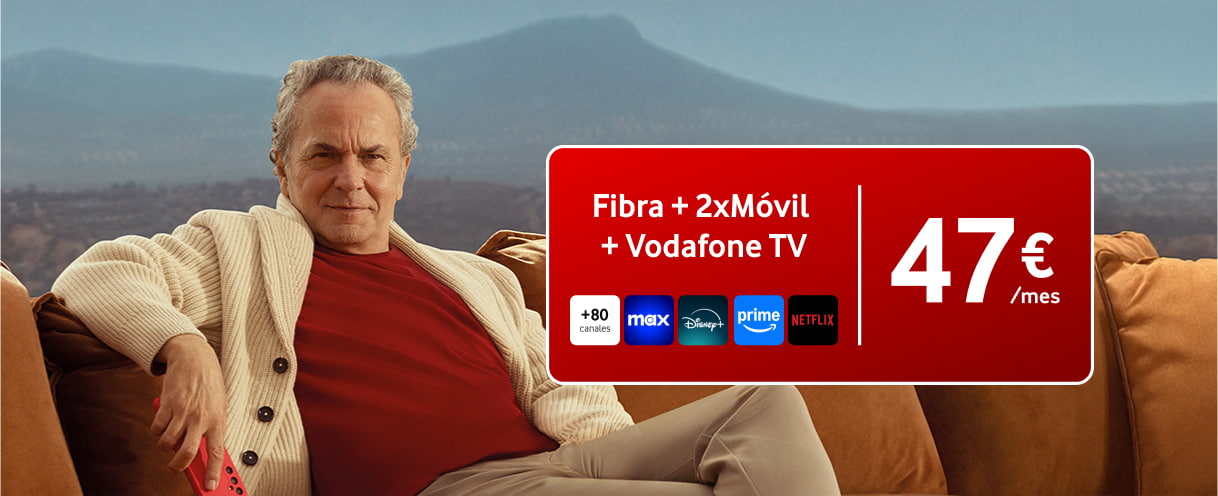 Fibra + 2xMóvil
+ Vodafone TV
47€
/mes
+80
canales
max
Disney+
prime
NETFLIX